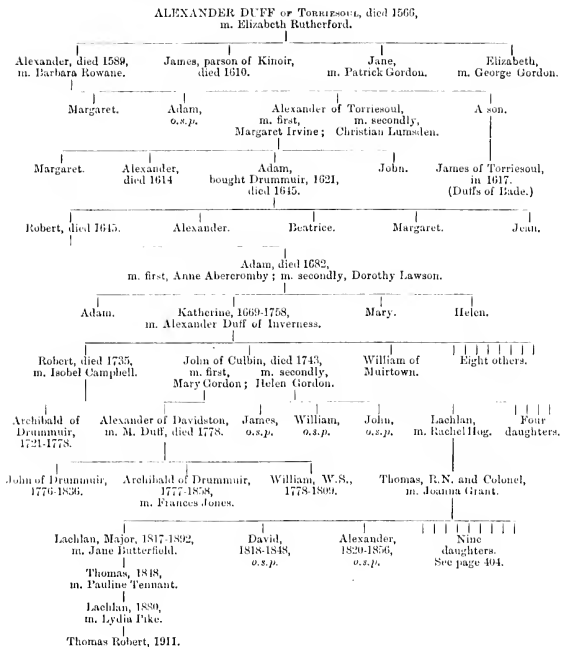 ALEXANDER DUFF OF TORRIESOUL, died 1566,
m. Elizabeth Rutherford.
Alexander, died 1589, James, parson of Kinoir, Jane, Elizabeth,
m. Barbara Rowane. died 1610. m. Patrick Gordon. m. George Gordon.
Margaret. Adam, Alexander of Torriesoul, A son.
o.s.p. m. first, m. secondly,
Margaret Irvine; Christian Lumsden.
Margaret. Alexander, Adam, John. James of Torriesoul,
died 1614 bought Drummuir, 1621, in 1617.
died 1645. (Duffs of Bade.)
Robert, died 1645. Alexander. Beatrice. Margaret. Jean.
Adam, died 1682,
m. first, Anne Abercromby; m. secondly, Dorothy Lawson.
Adam. Katherine, 1669-1758, Mary. Helen.
m. Alexander Duff of Inverness.
Robert, died 1735, John of Culbin, died 1743, William of Eight others.
m. Isobel Campbell. m. first, m. secondly, Muirtown.
Mary Gordon; Helen Gordon.
Archibald of Alexander of Davidston, James, William, John, Lachlan, Four
Drummuir, m. M. Duff, died 1778. o.s.p. o.s.p. o.s.p. m. Rachel Hog. daughters.
1721-1778.
John of Drummuir, Archibald of Drummuir, William, W.S., Thomas, R.N. and Colonel,
1776-1836. 1777-1858, 1778-1809. m. Joanna Grant.
m. Frances Jones.
Lachlan, Major, 1817-1892, David, Alexander, Nine
m. Jane Butterfield. 1818-1848, 1820-1856, daughters.
o.s.p. o.s.p. See page 404.
Thomas, 1848,
m. Pauline Tennant.
Lachlan, 1880,
m. Lydia Pike.
Thomas Robert, 1911.